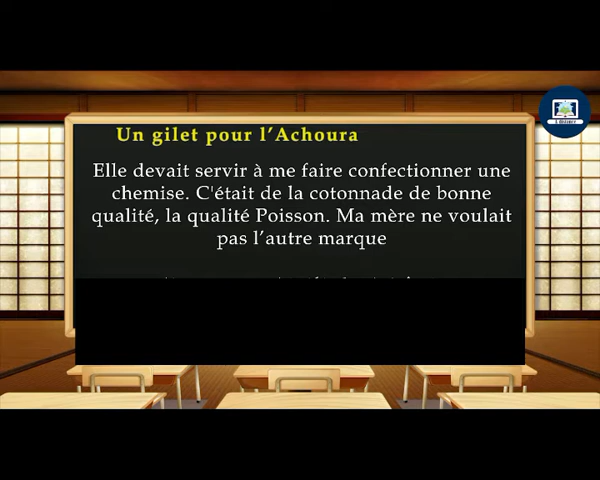 Un gilet pour l'Achoura
Elle devait servir à me faire confectionner une
chemise. C'était de la cotonnade de bonne
qualité, la qualité Poisson. Ma mère ne voulait
pas l'autre marque